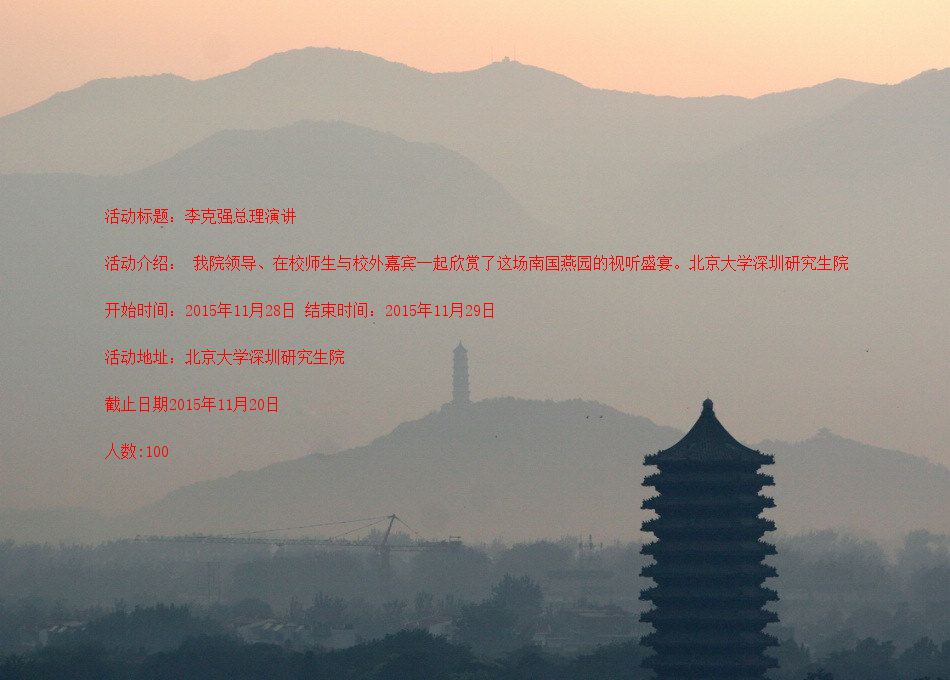 活动标题：李克强总理演讲
活动介绍： 我院领导、在校师生与校外嘉宾一起欣赏了这场南国燕园的视听盛宴。北京大学深圳研究生院
开始时间：2015年11月28日 结束时间：2015年11月29日
活动地址：北京大学深圳研究生院
截止日期2015年11月20日
人数:100